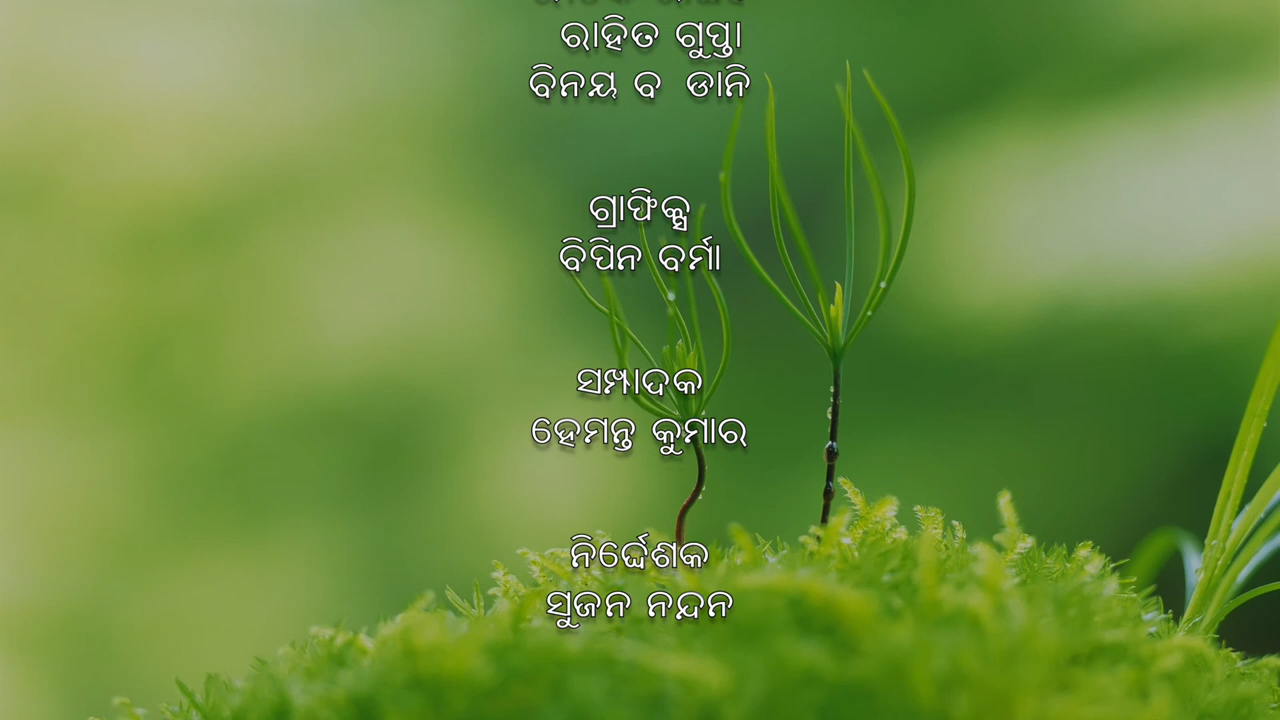 ରାହିତ ଗୁପ୍ତା
ବିନୟ ବ ଡାନି
ଗ୍ରାଫିକ୍ସ
ବିପିନ ବର୍ମା
ସମ୍ପାଦକ
ହେମନ୍ତ କୁମାର
ନିର୍ଦ୍ଦେଶକ
ସୁଜନ ନନ୍ଦନ